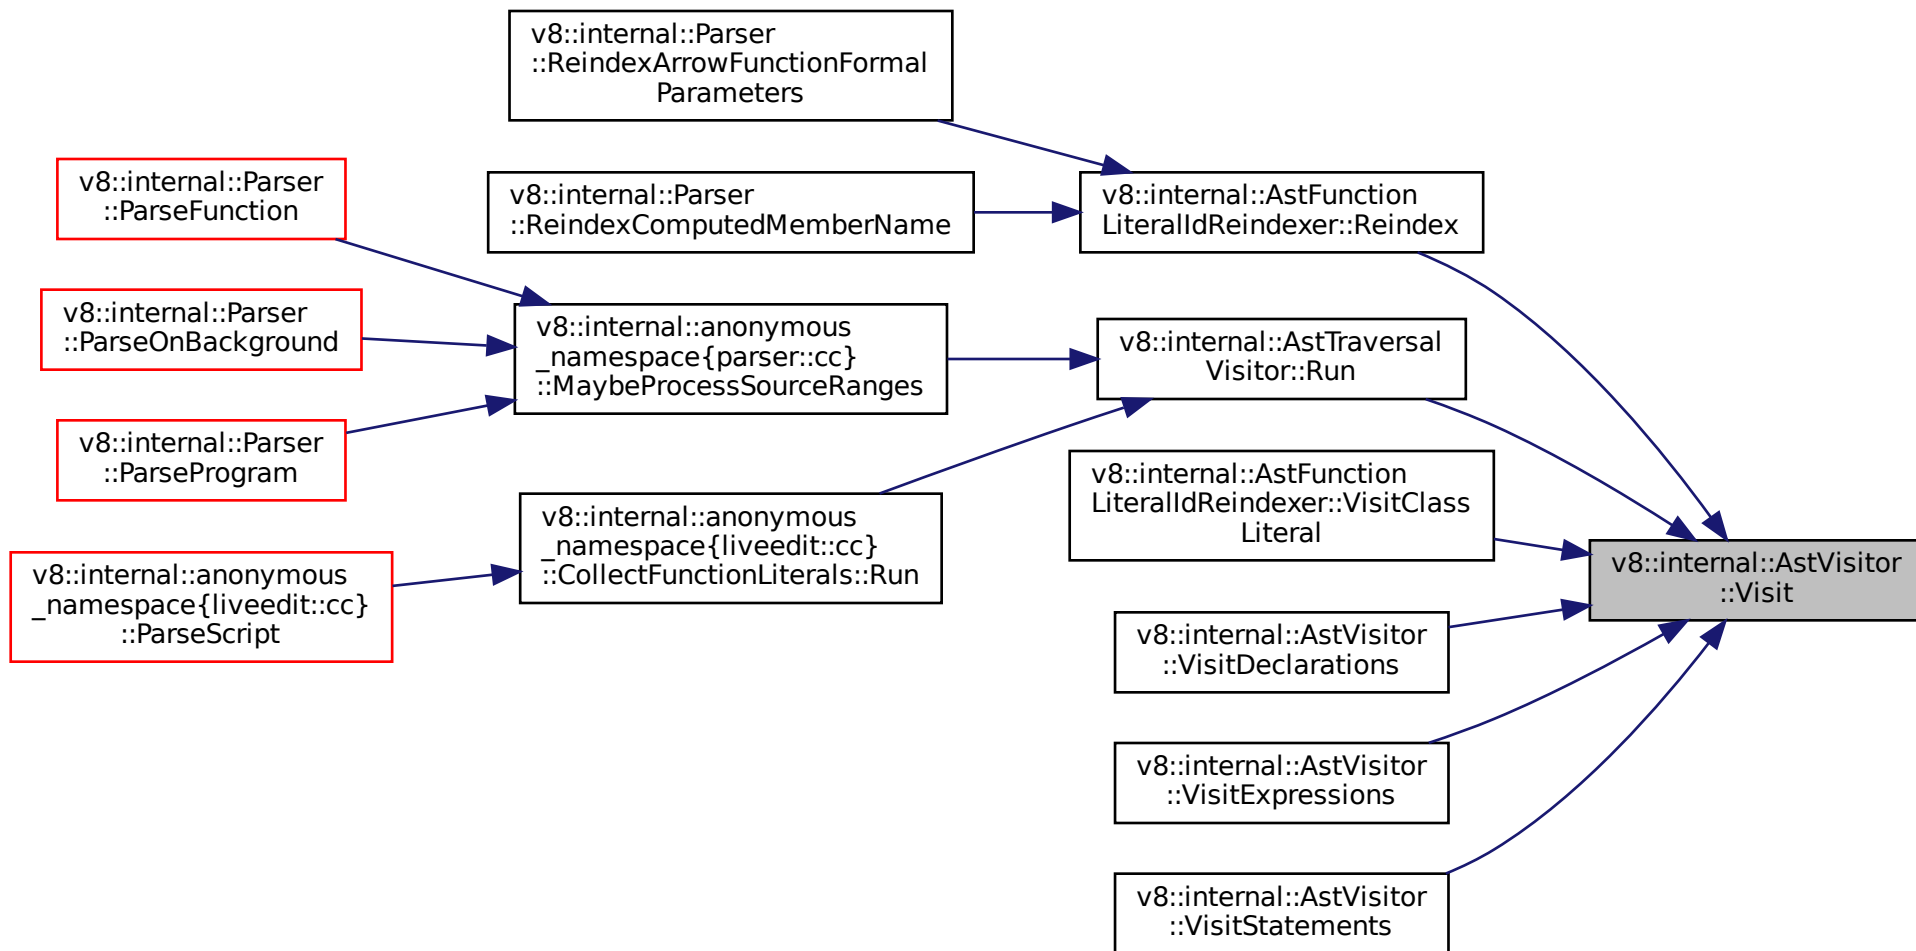 v8::internal::Parser
::ReindexArrowFunctionFormal
Parameters
v8::internal::Parser
::ParseFunction
v8::internal::Parser
::ReindexComputedMemberName
v8::internal::AstFunction
LiteralIdReindexer::Reindex
v8::internal::Parser
::ParseOnBackground
v8::internal::anonymous
_namespace{parser::cc}
::MaybeProcessSourceRanges
v8::internal::AstTraversal
Visitor::Run
v8::internal::Parser
::ParseProgram
v8::internal::AstFunction
LiteralIdReindexer::VisitClass
Literal
v8::internal::anonymous
_namespace{liveedit::cc}
::ParseScript
v8::internal::anonymous
_namespace{liveedit::cc}
::CollectFunctionLiterals::Run
v8::internal::AstVisitor
::Visit
v8::internal::AstVisitor
::VisitDeclarations
v8::internal::AstVisitor
::VisitExpressions
v8::internal::AstVisitor
::VisitStatements